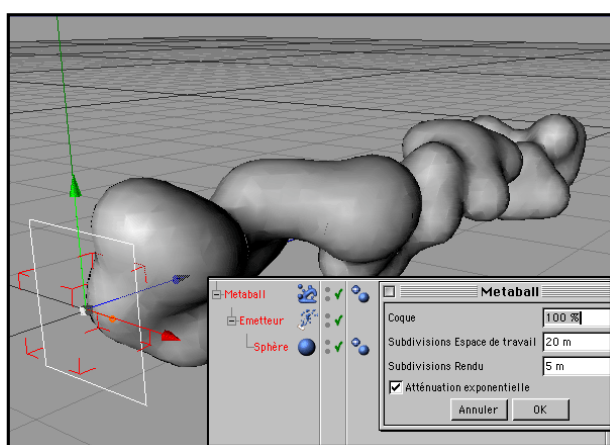 Metaball
Emetteur
Sphère
Metaball
Coque 100 %
Subdivisions Espace de travail 20 m
Subdivisions Rendu 5 m
Atténuation exponentielle
Annuler OK